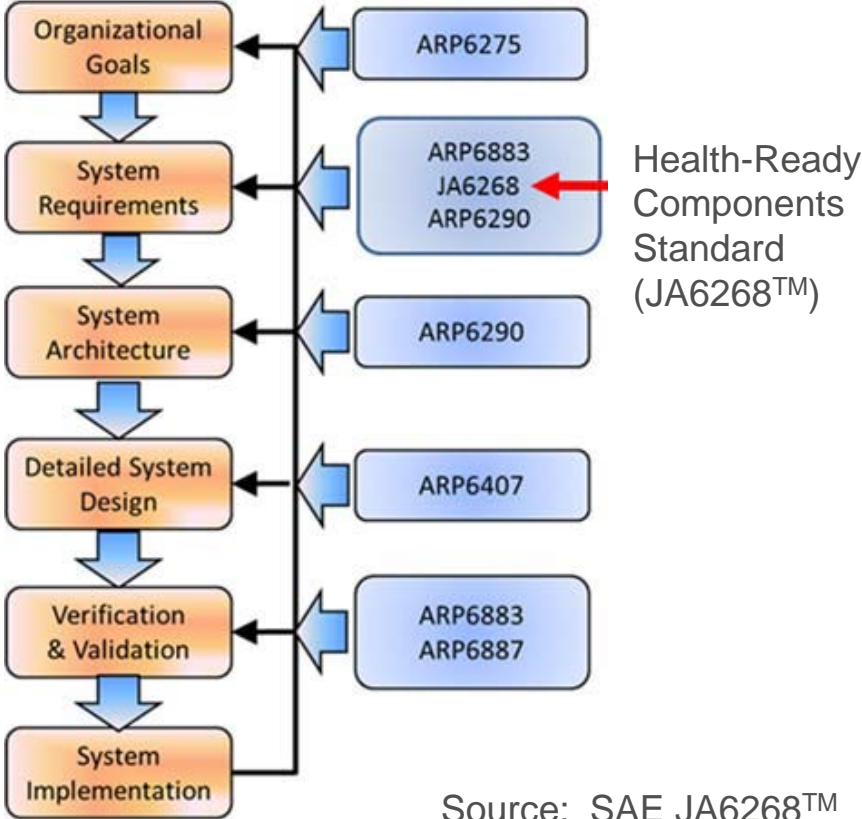 Organizational
Goals
ARP6275
System
Requirements
ARP6883
JA6268
ARP6290
Health-Ready
Components
Standard
(JA6268TM)
System
Architecture
ARP6290
Detailed System
Design
ARP6407
Verification
& Validation
ARP6883
ARP6887
System
Implementation
Source: SAE JA6268TM